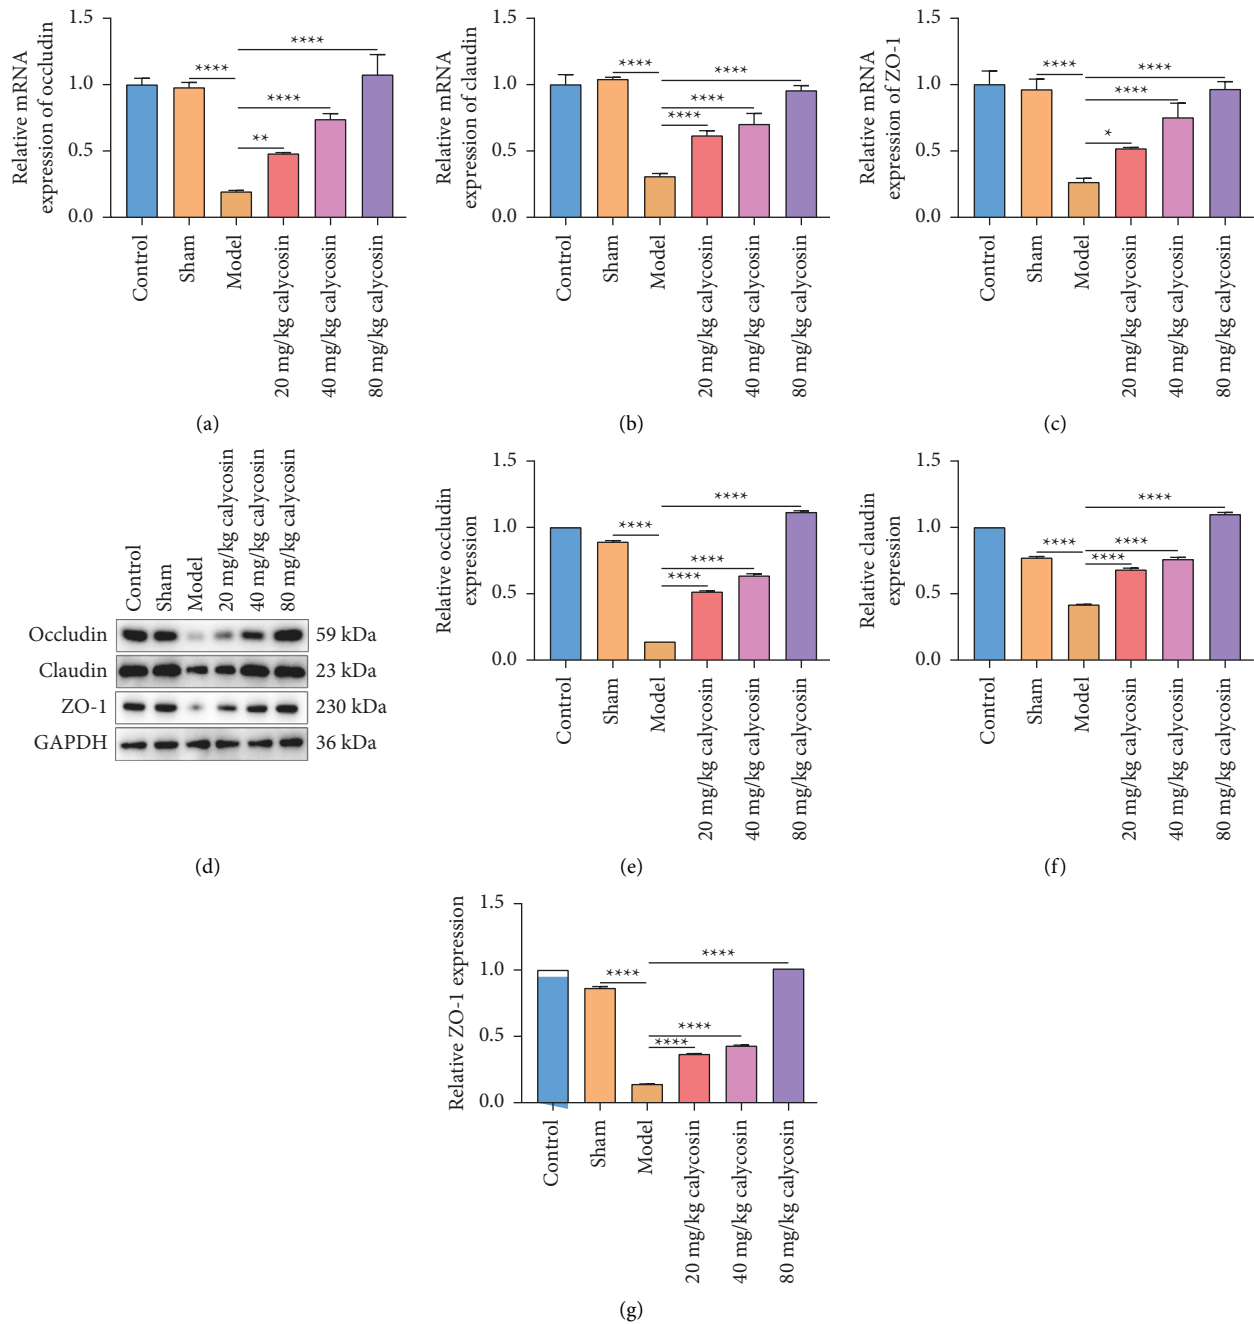 Relative mRNA
expression of occludin
1.5
1.0
0.5
0.0
****
****
****
**
Control
Sham
Model
20 mg/kg calycosin
40 mg/kg calycosin
80 mg/kg calycosin
(a)
Relative mRNA
expression of claudin
1.5
1.0
0.5
0.0
****
****
****
****
Control
Sham
Model
20 mg/kg calycosin
40 mg/kg calycosin
80 mg/kg calycosin
(b)
Relative mRNA
expression of ZO-1
1.5
1.0
0.5
0.0
****
****
****
*
Control
Sham
Model
20 mg/kg calycosin
40 mg/kg calycosin
80 mg/kg calycosin
(c)
Control
Sham
Model
20 mg/kg calycosin
40 mg/kg calycosin
80 mg/kg calycosin
Occludin 59 kDa
Claudin 23 kDa
ZO-1 230 kDa
GAPDH 36 kDa
(d)
Relative occludin
expression
1.5
1.0
0.5
0.0
****
****
****
****
Control
Sham
Model
20 mg/kg calycosin
40 mg/kg calycosin
80 mg/kg calycosin
(e)
Relative claudin
expression
1.5
1.0
0.5
0.0
****
****
****
****
Control
Sham
Model
20 mg/kg calycosin
40 mg/kg calycosin
80 mg/kg calycosin
(f)
Relative ZO-1 expression
1.5
1.0
0.5
0.0
****
****
****
****
Control
Sham
Model
20 mg/kg calycosin
40 mg/kg calycosin
80 mg/kg calycosin
(g)